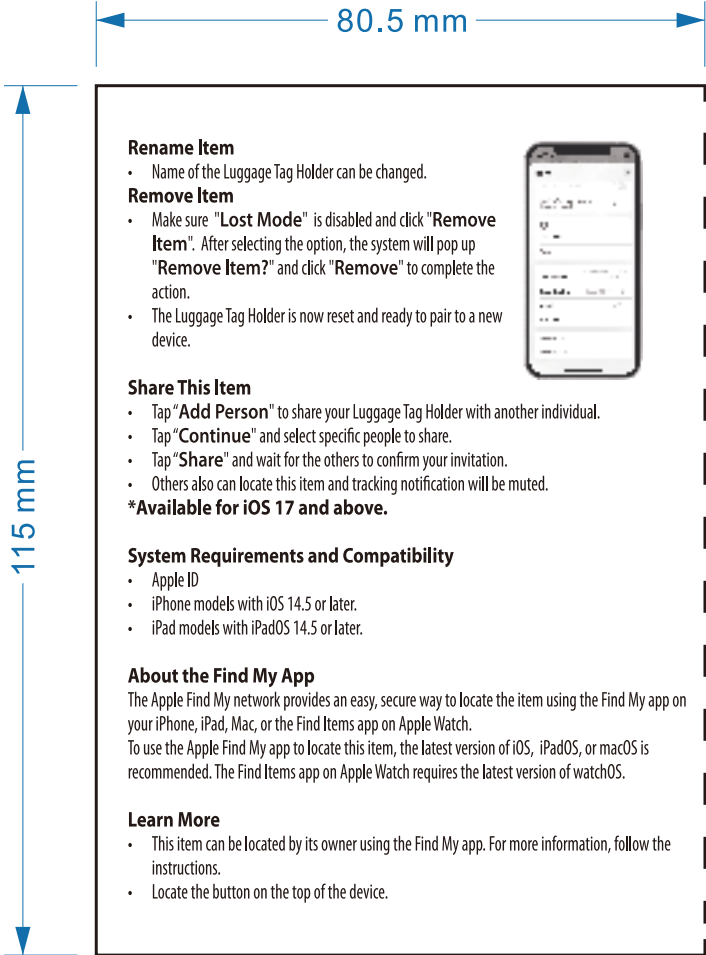 80.5 mm
115 mm
Rename Item
• Name of the Luggage Tag Holder can be changed.
Remove Item
• Make sure "Lost Mode" is disabled and click "Remove
Item". After selecting the option, the system will pop up
"Remove Item?" and click "Remove" to complete the
action.
• The Luggage Tag Holder is now reset and ready to pair to a new
device.
Share This Item
• Tap “Add Person" to share your Luggage Tag Holder with another individual.
• Tap “Continue" and select specific people to share.
• Tap “Share" and wait for the others to confirm your invitation.
• Others also can locate this item and tracking notification will be muted.
*Available for iOS 17 and above.
System Requirements and Compatibility
• Apple ID
• iPhone models with iOS 14.5 or later.
• iPad models with iPadOS 14.5 or later.
About the Find My App
The Apple Find My network provides an easy, secure way to locate the item using the Find My app on
your iPhone, iPad, Mac, or the Find Items app on Apple Watch.
To use the Apple Find My app to locate this item, the latest version of iOS, iPadOS, or macOS is
recommended. The Find Items app on Apple Watch requires the latest version of watchOS.
Learn More
• This item can be located by its owner using the Find My app. For more information, follow the
instructions.
• Locate the button on the top of the device.